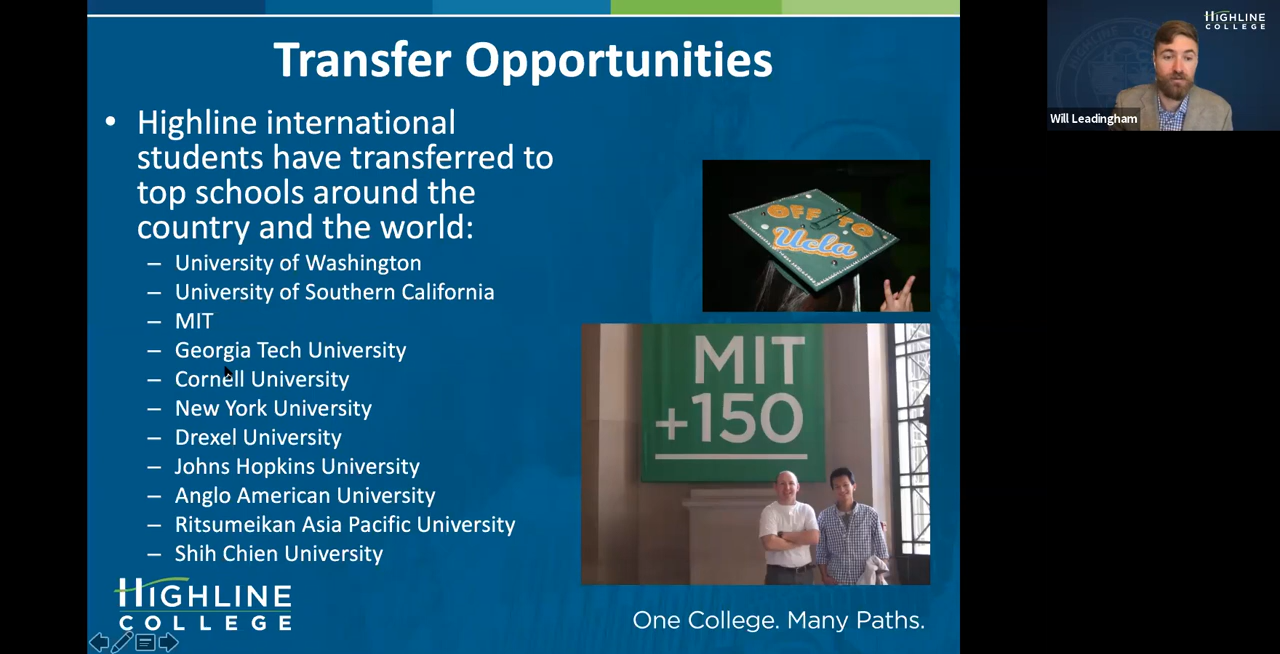 Transfer Opportunities
• Highline international
students have transferred to
top schools around the
country and the world:
– University of Washington
– University of Southern California
– MIT
– Georgia Tech University
– Cornell University
– New York University
– Drexel University
– Johns Hopkins University
– Anglo American University
– Ritsumeikan Asia Pacific University
– Shih Chien University
OFF TO
Ucla
MIT
+150
HIGHLINE
COLLEGE
One College. Many Paths.
HIGHLINE
COLLEGE
Will Leadingham